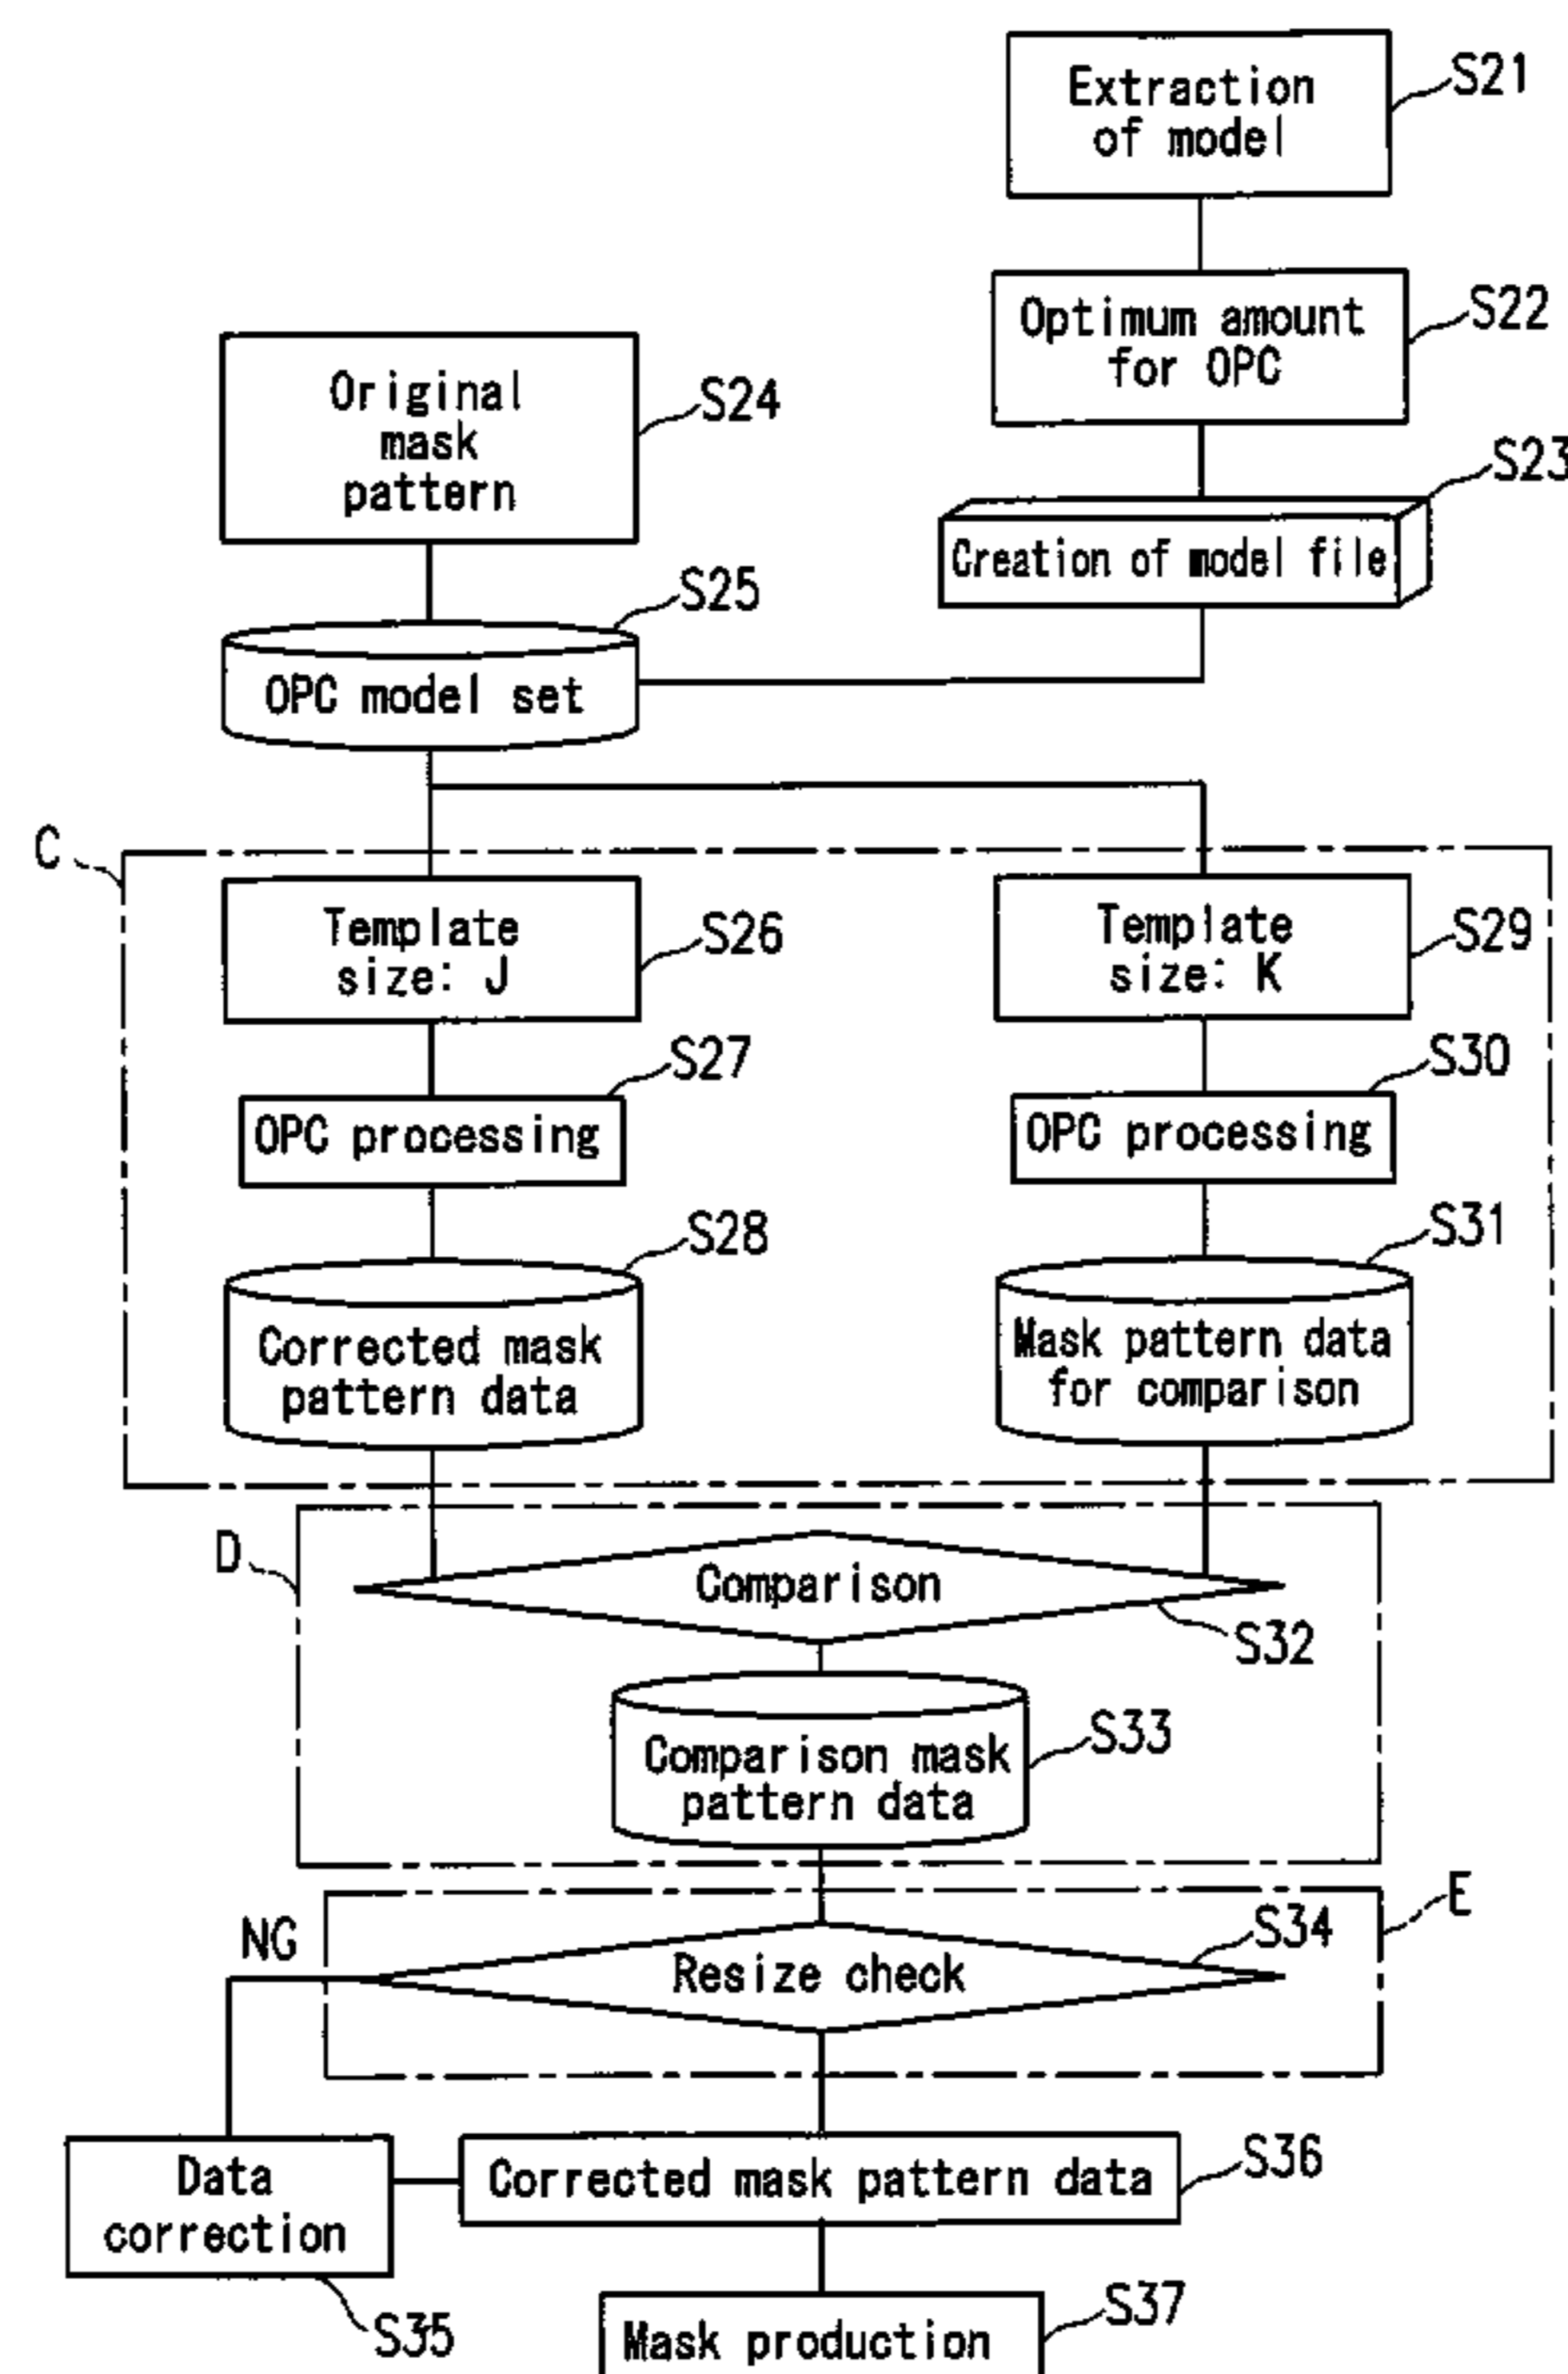 Extraction
of model
S21
Optimum amount
for OPC
S22
Original
mask
pattern
S24
S23
Creation of model file
S25
OPC model set
C
Template
size: J
S26
Template
size: K
S29
S27
OPC processing
S30
OPC processing
S28
Corrected mask
pattern data
S31
Mask pattern data
for comparison
D
Comparison
S32
Comparison mask
pattern data
S33
E
NG
Resize check
S34
Data
correction
S35
Corrected mask pattern data
S36
Mask production
S37